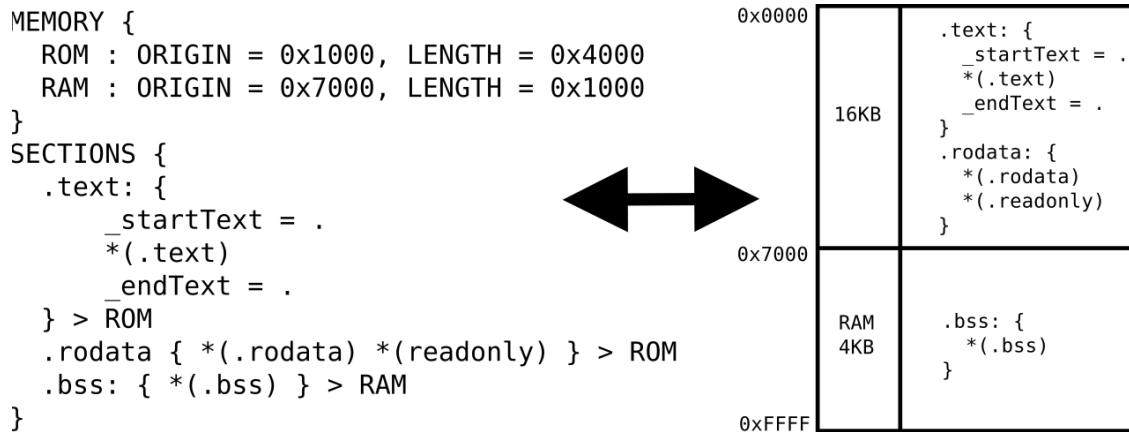 MEMORY {
ROM : ORIGIN = 0x1000, LENGTH = 0x4000
RAM : ORIGIN = 0x7000, LENGTH = 0x1000
}
SECTIONS {
.text: {
_startText = .
*(.text)
_endText = .
} > ROM
.rodata { *(.rodata) *(readonly) } > ROM
.bss: { *(.bss) } > RAM
}
0x0000
16KB
.text: {
_startText = .
*(.text)
_endText = .
}
.rodata: {
*(.rodata)
*(.readonly)
}
0x7000
RAM
4KB
.bss: {
*(.bss)
}
0xFFFF